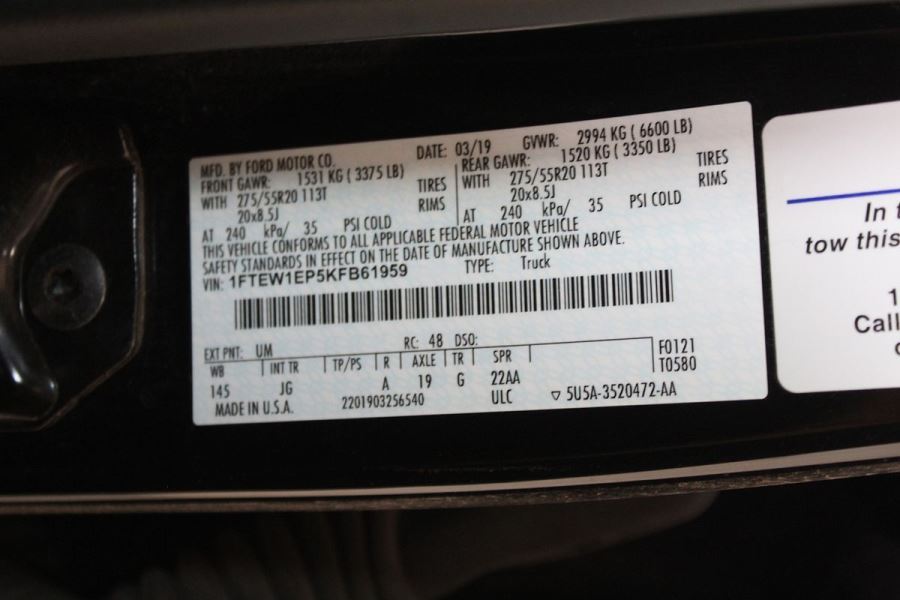 MFD. BY FORD MOTOR CO. DATE: 03/19 GVWR: 2994 KG ( 6600 LB)
FRONT GAWR: 1531 KG ( 3375 LB) REAR GAWR: 1520 KG ( 3350 LB)
WITH 275/55R20 113T TIRES WITH 275/55R20 113T TIRES
20x8.5J RIMS 20x8.5J RIMS
AT 240 kPa/ 35 PSI COLD AT 240 kPa/ 35 PSI COLD
THIS VEHICLE CONFORMS TO ALL APPLICABLE FEDERAL MOTOR VEHICLE
SAFETY STANDARDS IN EFFECT ON THE DATE OF MANUFACTURE SHOWN ABOVE.
VIN: 1FTEW1EP5KFB61959 TYPE: Truck
EXT PNT: UM RC: 48 DSO: F0121
WB INT TR TP/PS R AXLE TR SPR T0580
145 JG A 19 G 22AA
MADE IN U.S.A. 2201903256540 ULC ▽ 5U5A-3520472-AA
In
tow this
1
Call